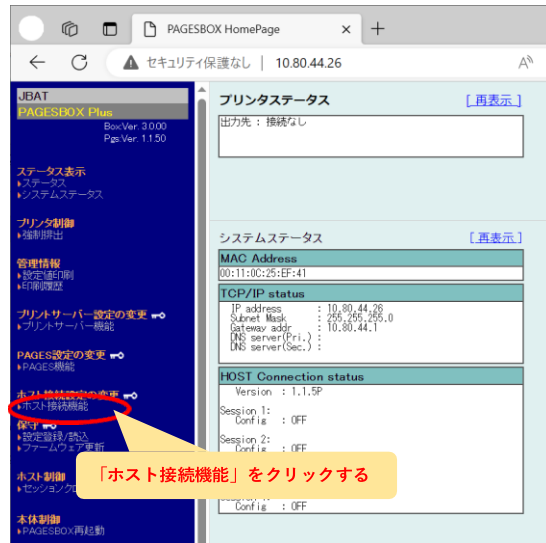 PAGESBOX HomePage
セキュリティ保護なし | 10.80.44.26
JBAT
PAGESBOX Plus
Box:Ver. 3.0.00
Pgs:Ver. 1.1.50
ステータス表示
ステータス
システムステータス
プリンタ制御
強制排出
管理情報
設定値印刷
印刷履歴
プリントサーバー設定の変更
プリントサーバー機能
PAGES設定の変更
PAGES機能
ホスト接続設定の変更
ホスト接続機能
保守
設定登録/読込
ファームウェア更新
ホスト制御
本体制御
PAGESBOX再起動
プリンタステータス [ 再表示 ]
出力先 : 接続なし
システムステータス [ 再表示 ]
MAC Address
00:11:0C:25:EF:41
TCP/IP status
IP address : 10.80.44.26
Subnet Mask : 255.255.255.0
Gateway addr : 10.80.44.1
DNS server(Pri.) :
DNS server(Sec.) :
HOST Connection status
Version : 1.1.5P
Session 1:
Config : OFF
Session 2:
Config : OFF
「ホスト接続機能」をクリックする
Config : OFF